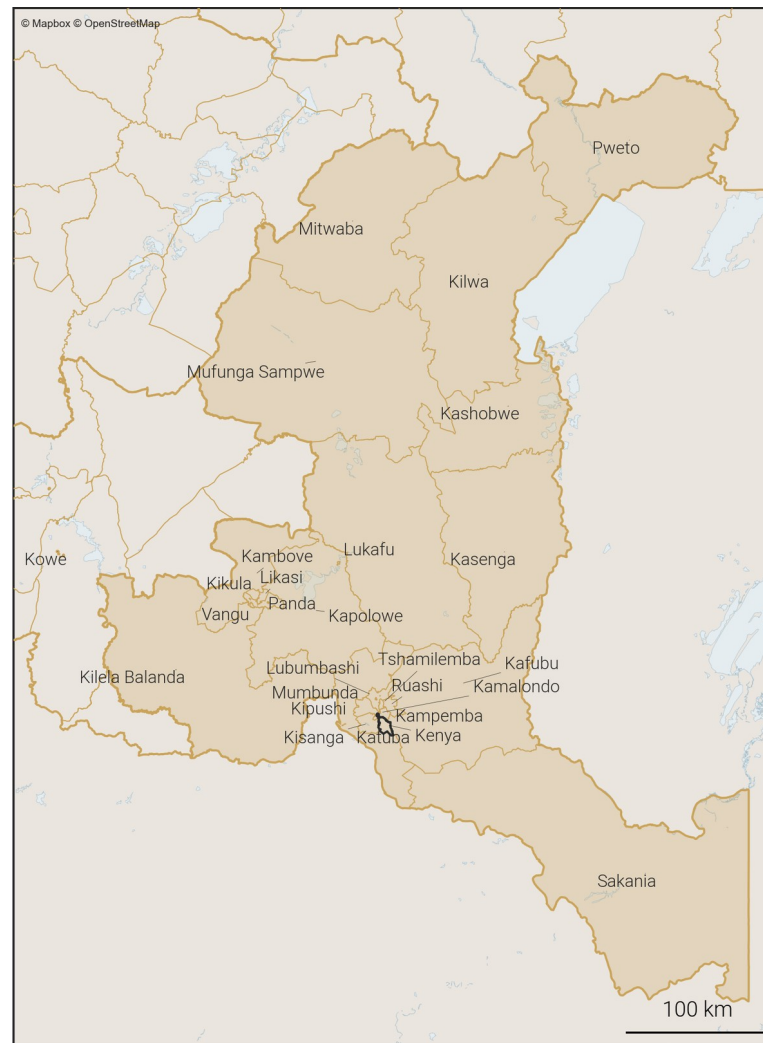 © Mapbox © OpenStreetMap
Pweto
Mitwaba
Kilwa
Mufunga Sampwe
Kashobwe
Lukafu
Kambove
Kowe
Kasenga
Likasi
Kikula
Panda
Vangu
Kapolowe
Tshamilemba
Lubumbashi
Kafubu
Kilela Balanda
Ruashi
Kamalondo
Mumbunda
Kipushi
Kampemba
Kisanga
Katuba
Kenya
Sakania
100 km